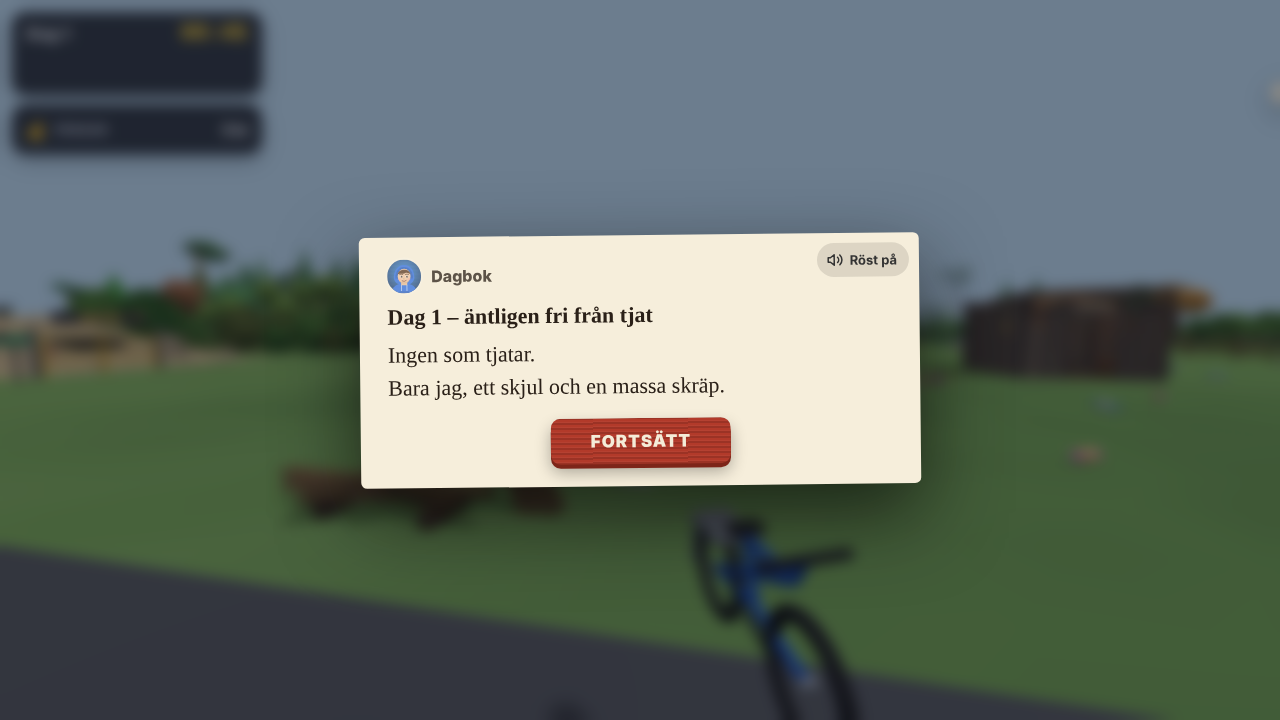 Dagbok
Röst på
Dag 1 – äntligen fri från tjat
Ingen som tjatar.
Bara jag, ett skjul och en massa skräp.
FORTSÄTT